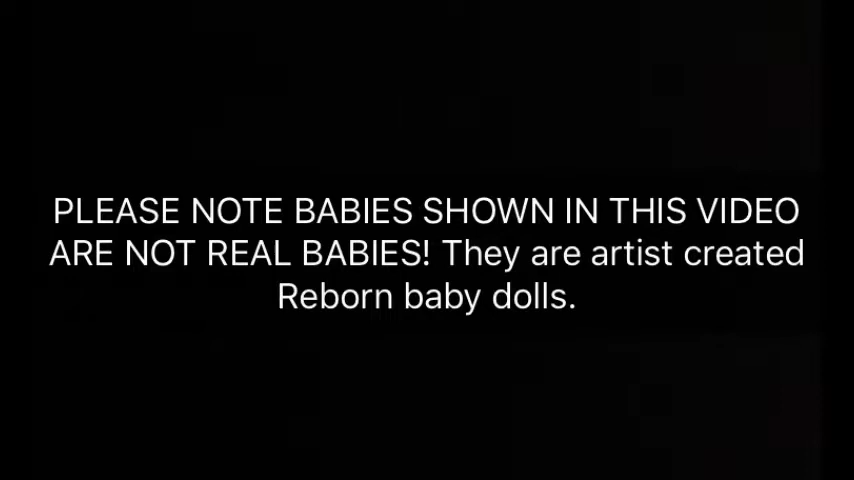 PLEASE NOTE BABIES SHOWN IN THIS VIDEO
ARE NOT REAL BABIES! They are artist created
Reborn baby dolls.